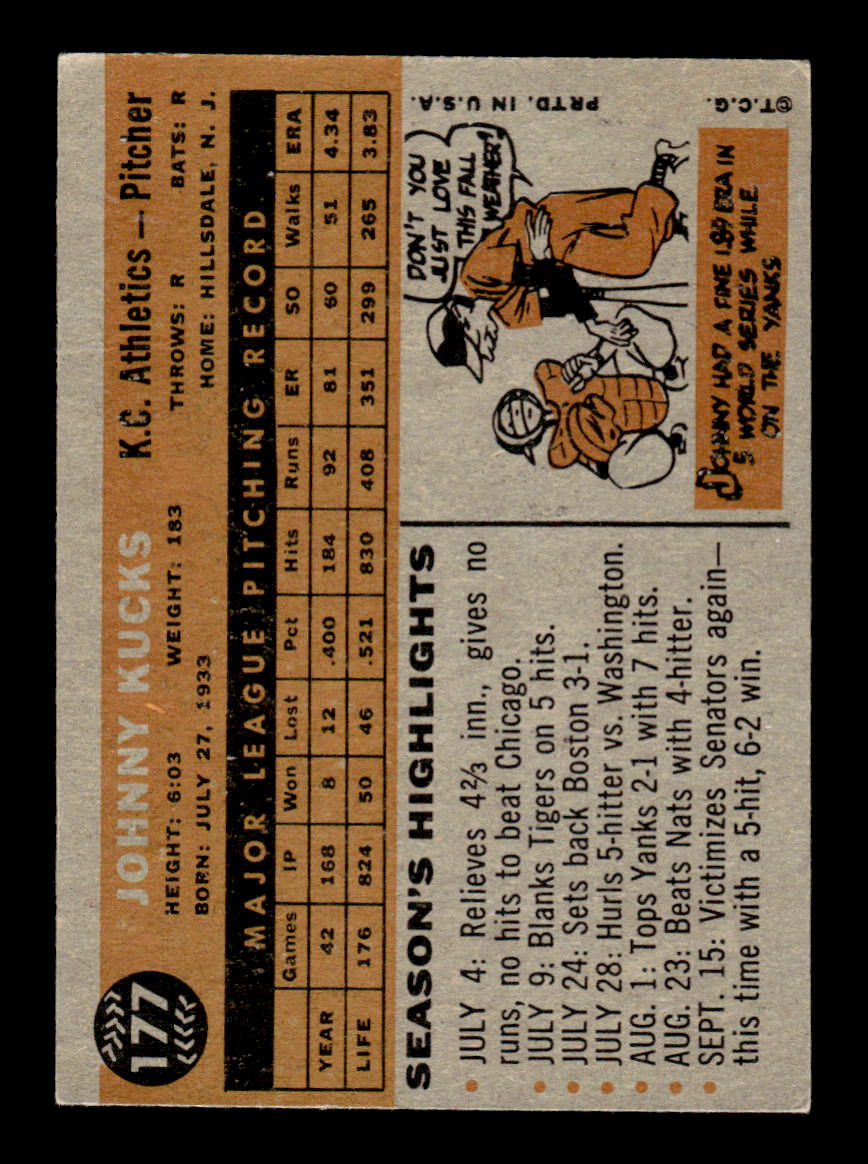 177
JOHNNY KUCKS
K.C. Athletics — Pitcher
HEIGHT: 6:03 WEIGHT: 183 THROWS: R BATS: R
BORN: JULY 27, 1933 HOME: HILLSDALE, N. J.
MAJOR LEAGUE PITCHING RECORD
Games IP Won Lost Pct Hits Runs ER SO Walks ERA
YEAR 42 168 8 12 .400 184 92 81 60 51 4.34
LIFE 176 824 50 46 .521 830 408 351 299 265 3.83
SEASON'S HIGHLIGHTS
• JULY 4: Relieves 4⅔ inn., gives no
runs, no hits to beat Chicago.
• JULY 9: Blanks Tigers on 5 hits.
• JULY 24: Sets back Boston 3-1.
• JULY 28: Hurls 5-hitter vs. Washington.
• AUG. 1: Tops Yanks 2-1 with 7 hits.
• AUG. 23: Beats Nats with 4-hitter.
• SEPT. 15: Victimizes Senators again—
this time with a 5-hit, 6-2 win.
DON'T YOU
JUST LOVE
THIS FALL
WEATHER?
JOHNNY HAD A FINE 1.89 ERA IN
5 WORLD SERIES WHILE
ON THE YANKS
©T.C.G. PRTD. IN U.S.A.